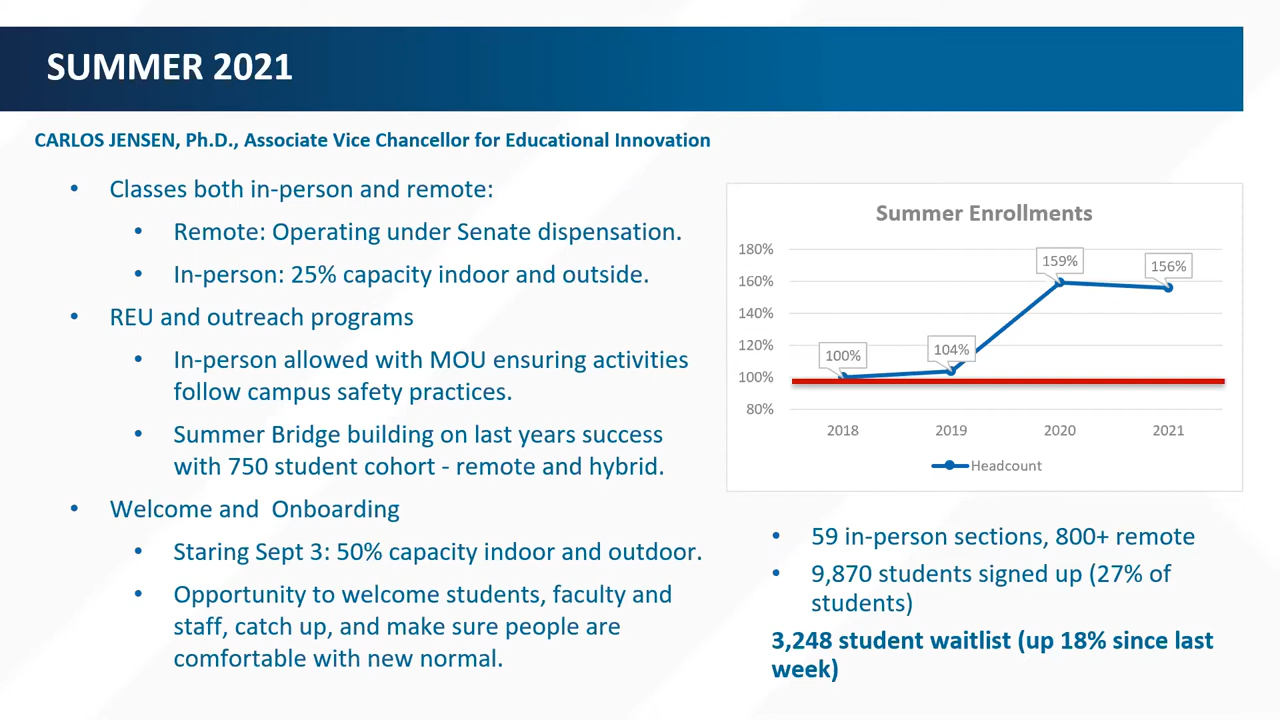 SUMMER 2021
CARLOS JENSEN, Ph.D., Associate Vice Chancellor for Educational Innovation
• Classes both in-person and remote:
• Remote: Operating under Senate dispensation.
• In-person: 25% capacity indoor and outside.
• REU and outreach programs
• In-person allowed with MOU ensuring activities
follow campus safety practices.
• Summer Bridge building on last years success
with 750 student cohort - remote and hybrid.
• Welcome and  Onboarding
• Staring Sept 3: 50% capacity indoor and outdoor.
• Opportunity to welcome students, faculty and
staff, catch up, and make sure people are
comfortable with new normal.
Summer Enrollments
180%
160%
140%
120%
100%
80%
100%
104%
159%
156%
2018 2019 2020 2021
Headcount
• 59 in-person sections, 800+ remote
• 9,870 students signed up (27% of
students)
3,248 student waitlist (up 18% since last
week)